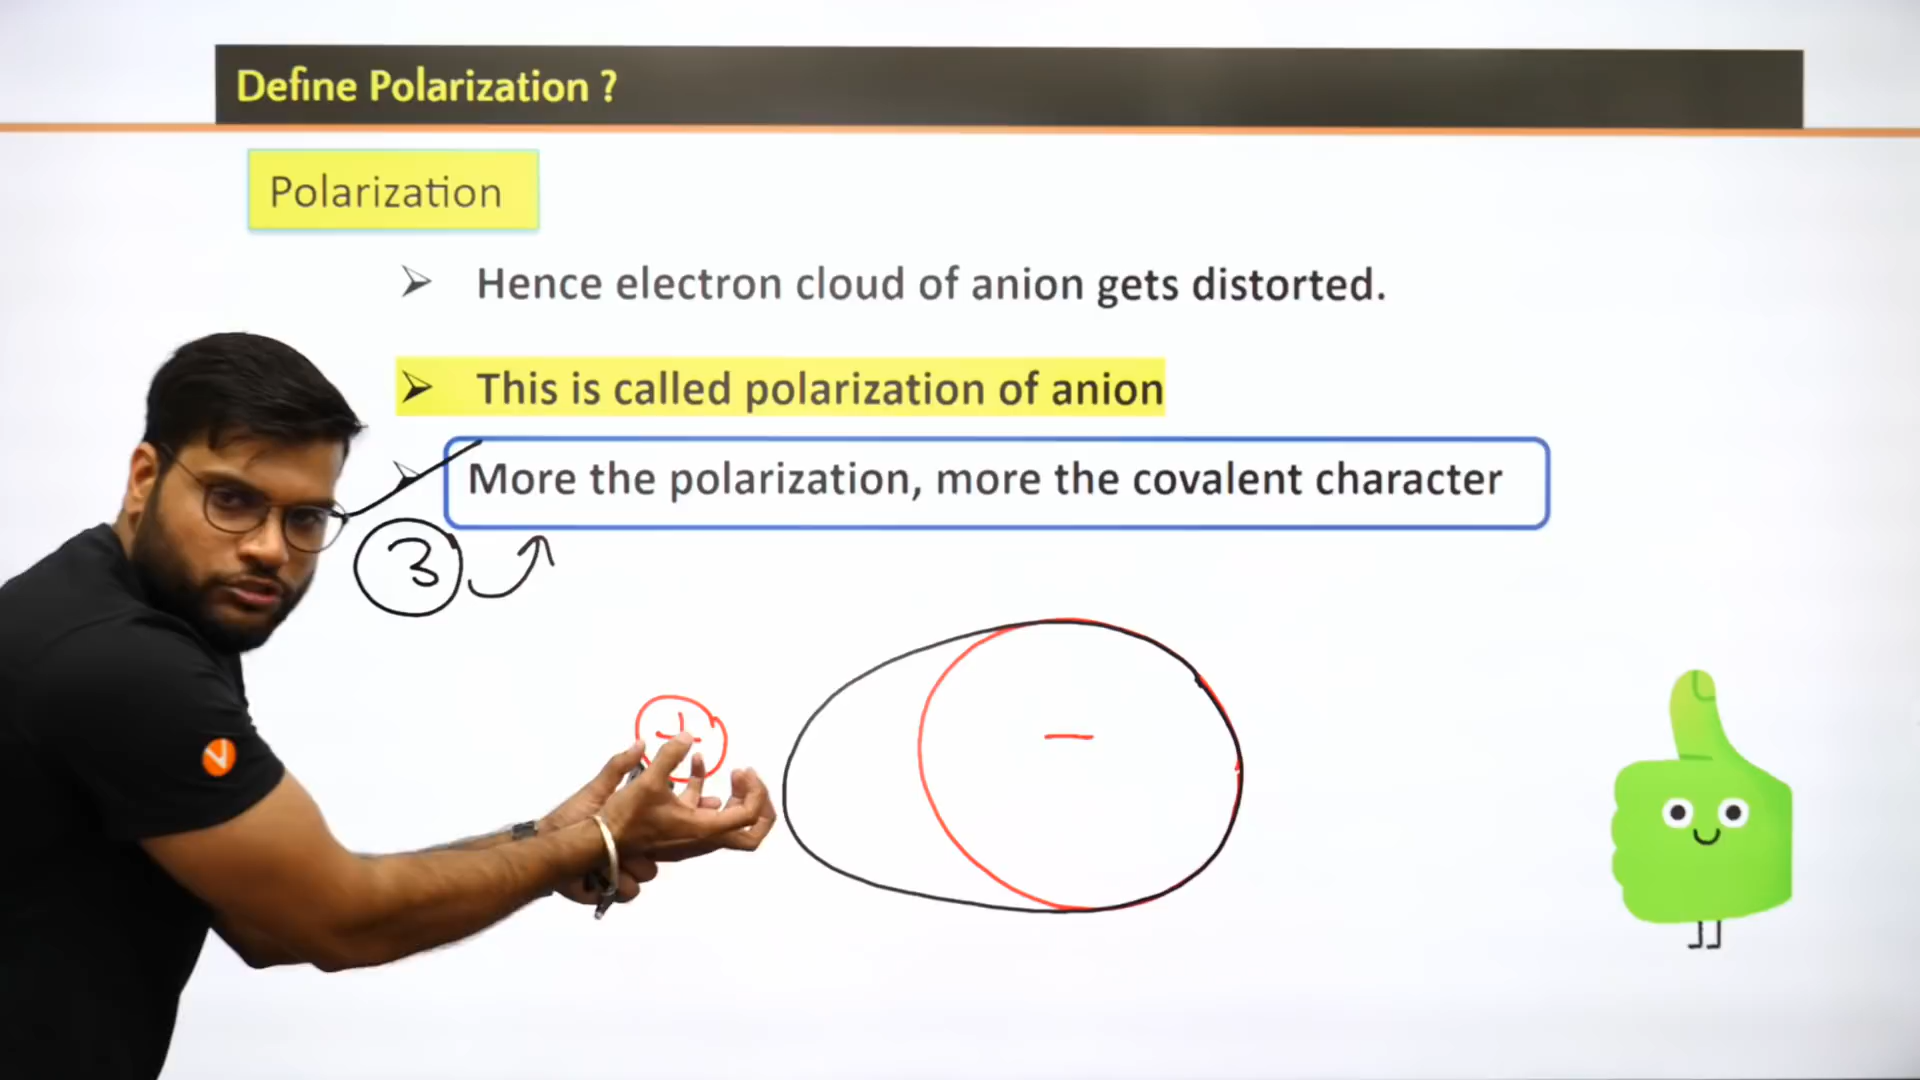 Define Polarization ?
Polarization
Hence electron cloud of anion gets distorted.
This is called polarization of anion
More the polarization, more the covalent character
3
+
−